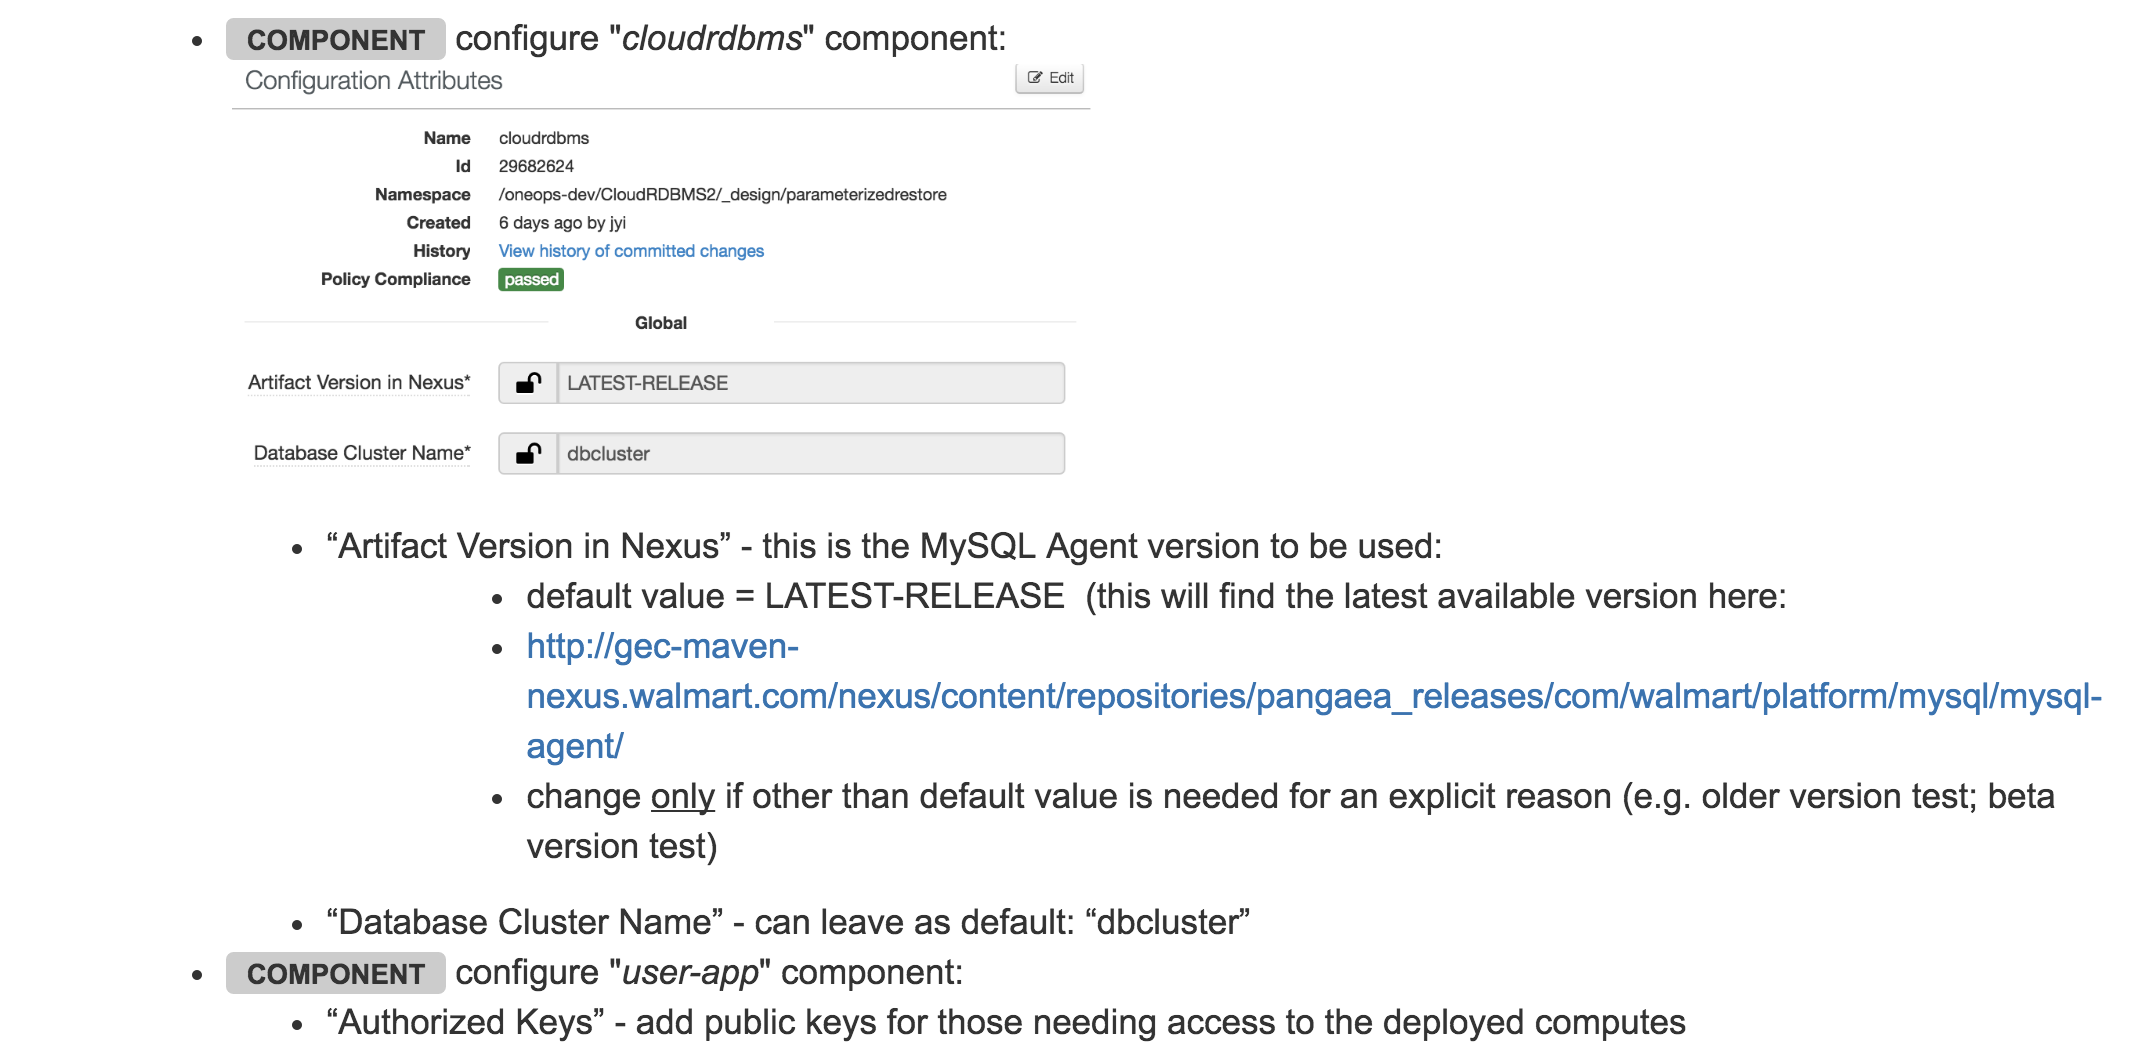 COMPONENT configure "cloudrdbms" component:
Configuration Attributes Edit
Name cloudrdbms
Id 29682624
Namespace /oneops-dev/CloudRDBMS2/_design/parameterizedrestore
Created 6 days ago by jyi
History View history of committed changes
Policy Compliance passed
Global
Artifact Version in Nexus* LATEST-RELEASE
Database Cluster Name* dbcluster
“Artifact Version in Nexus” - this is the MySQL Agent version to be used:
default value = LATEST-RELEASE  (this will find the latest available version here:
http://gec-maven-
nexus.walmart.com/nexus/content/repositories/pangaea_releases/com/walmart/platform/mysql/mysql-
agent/
change only if other than default value is needed for an explicit reason (e.g. older version test; beta
version test)
“Database Cluster Name” - can leave as default: “dbcluster”
COMPONENT configure "user-app" component:
“Authorized Keys” - add public keys for those needing access to the deployed computes